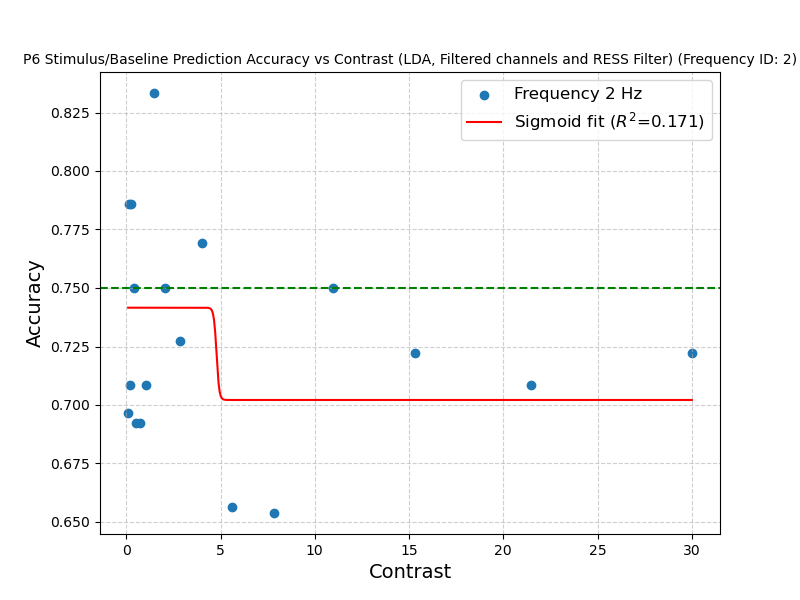 P6 Stimulus/Baseline Prediction Accuracy vs Contrast (LDA, Filtered channels and RESS Filter) (Frequency ID: 2)
Frequency 2 Hz
Sigmoid fit (R²=0.171)
Accuracy
0.825
0.800
0.775
0.750
0.725
0.700
0.675
0.650
0 5 10 15 20 25 30
Contrast